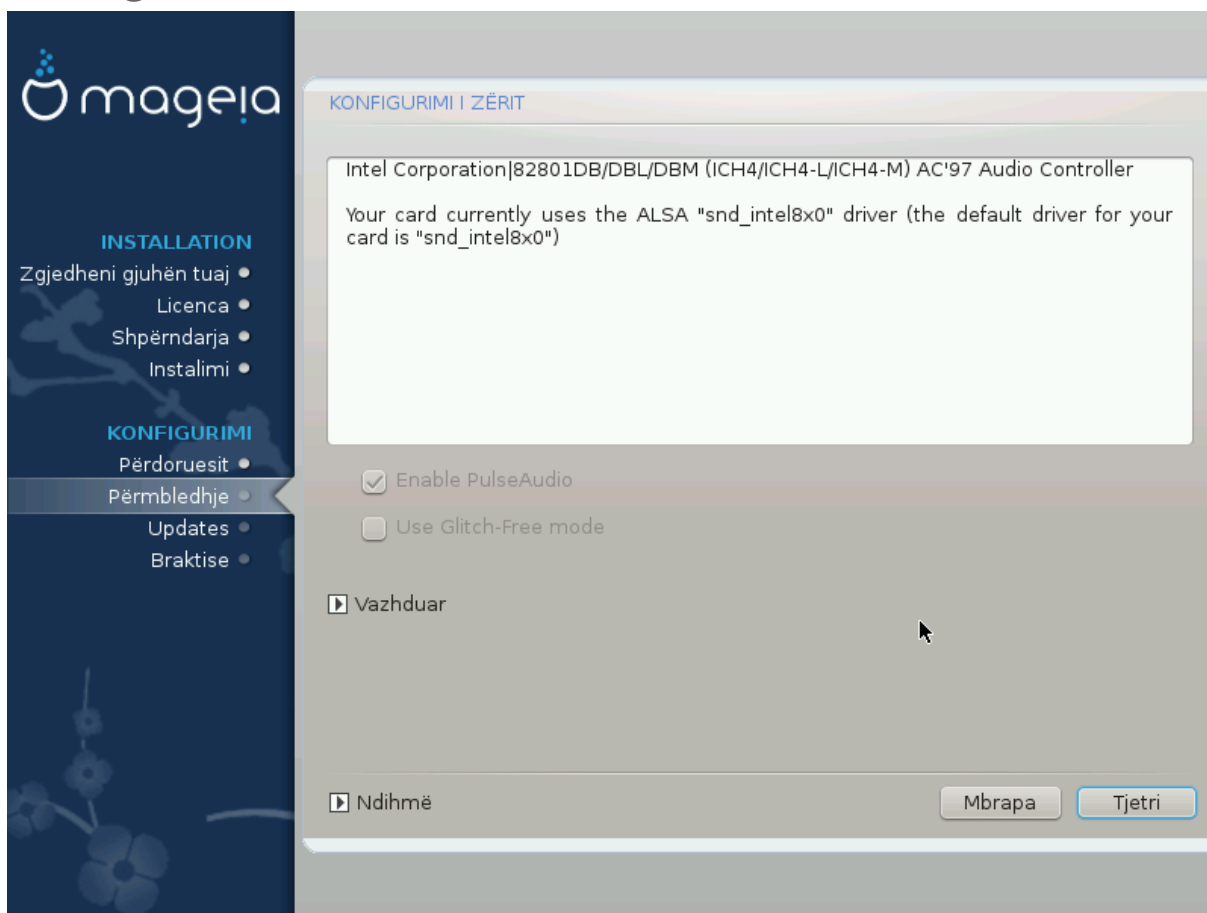 mageia
KONFIGURIMI I ZËRIT
Intel Corporation|82801DB/DBL/DBM (ICH4/ICH4-L/ICH4-M) AC'97 Audio Controller
Your card currently uses the ALSA "snd_intel8x0" driver (the default driver for your
card is "snd_intel8x0")
INSTALLATION
Zgjedheni gjuhën tuaj
Licenca
Shpërndarja
Instalimi
KONFIGURIMI
Përdoruesit
Përmbledhje
Updates
Braktise
Enable PulseAudio
Use Glitch-Free mode
Vazhduar
Ndihmë
Mbrapa
Tjetri